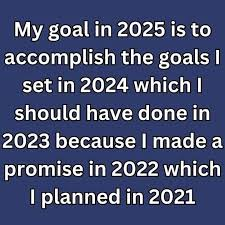 My goal in 2025 is to
accomplish the goals I
set in 2024 which I
should have done in
2023 because I made a
promise in 2022 which
I planned in 2021